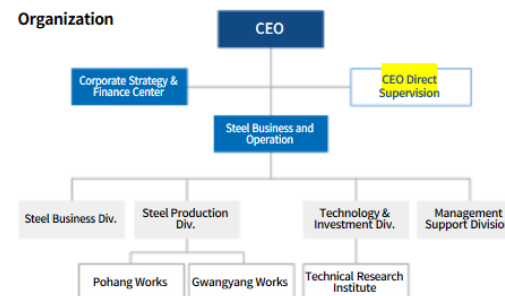 Organization
CEO
Corporate Strategy &
Finance Center
CEO Direct
Supervision
Steel Business and
Operation
Steel Business Div.
Steel Production
Div.
Technology &
Investment Div.
Management
Support Division
Pohang Works
Gwangyang Works
Technical Research
Institute